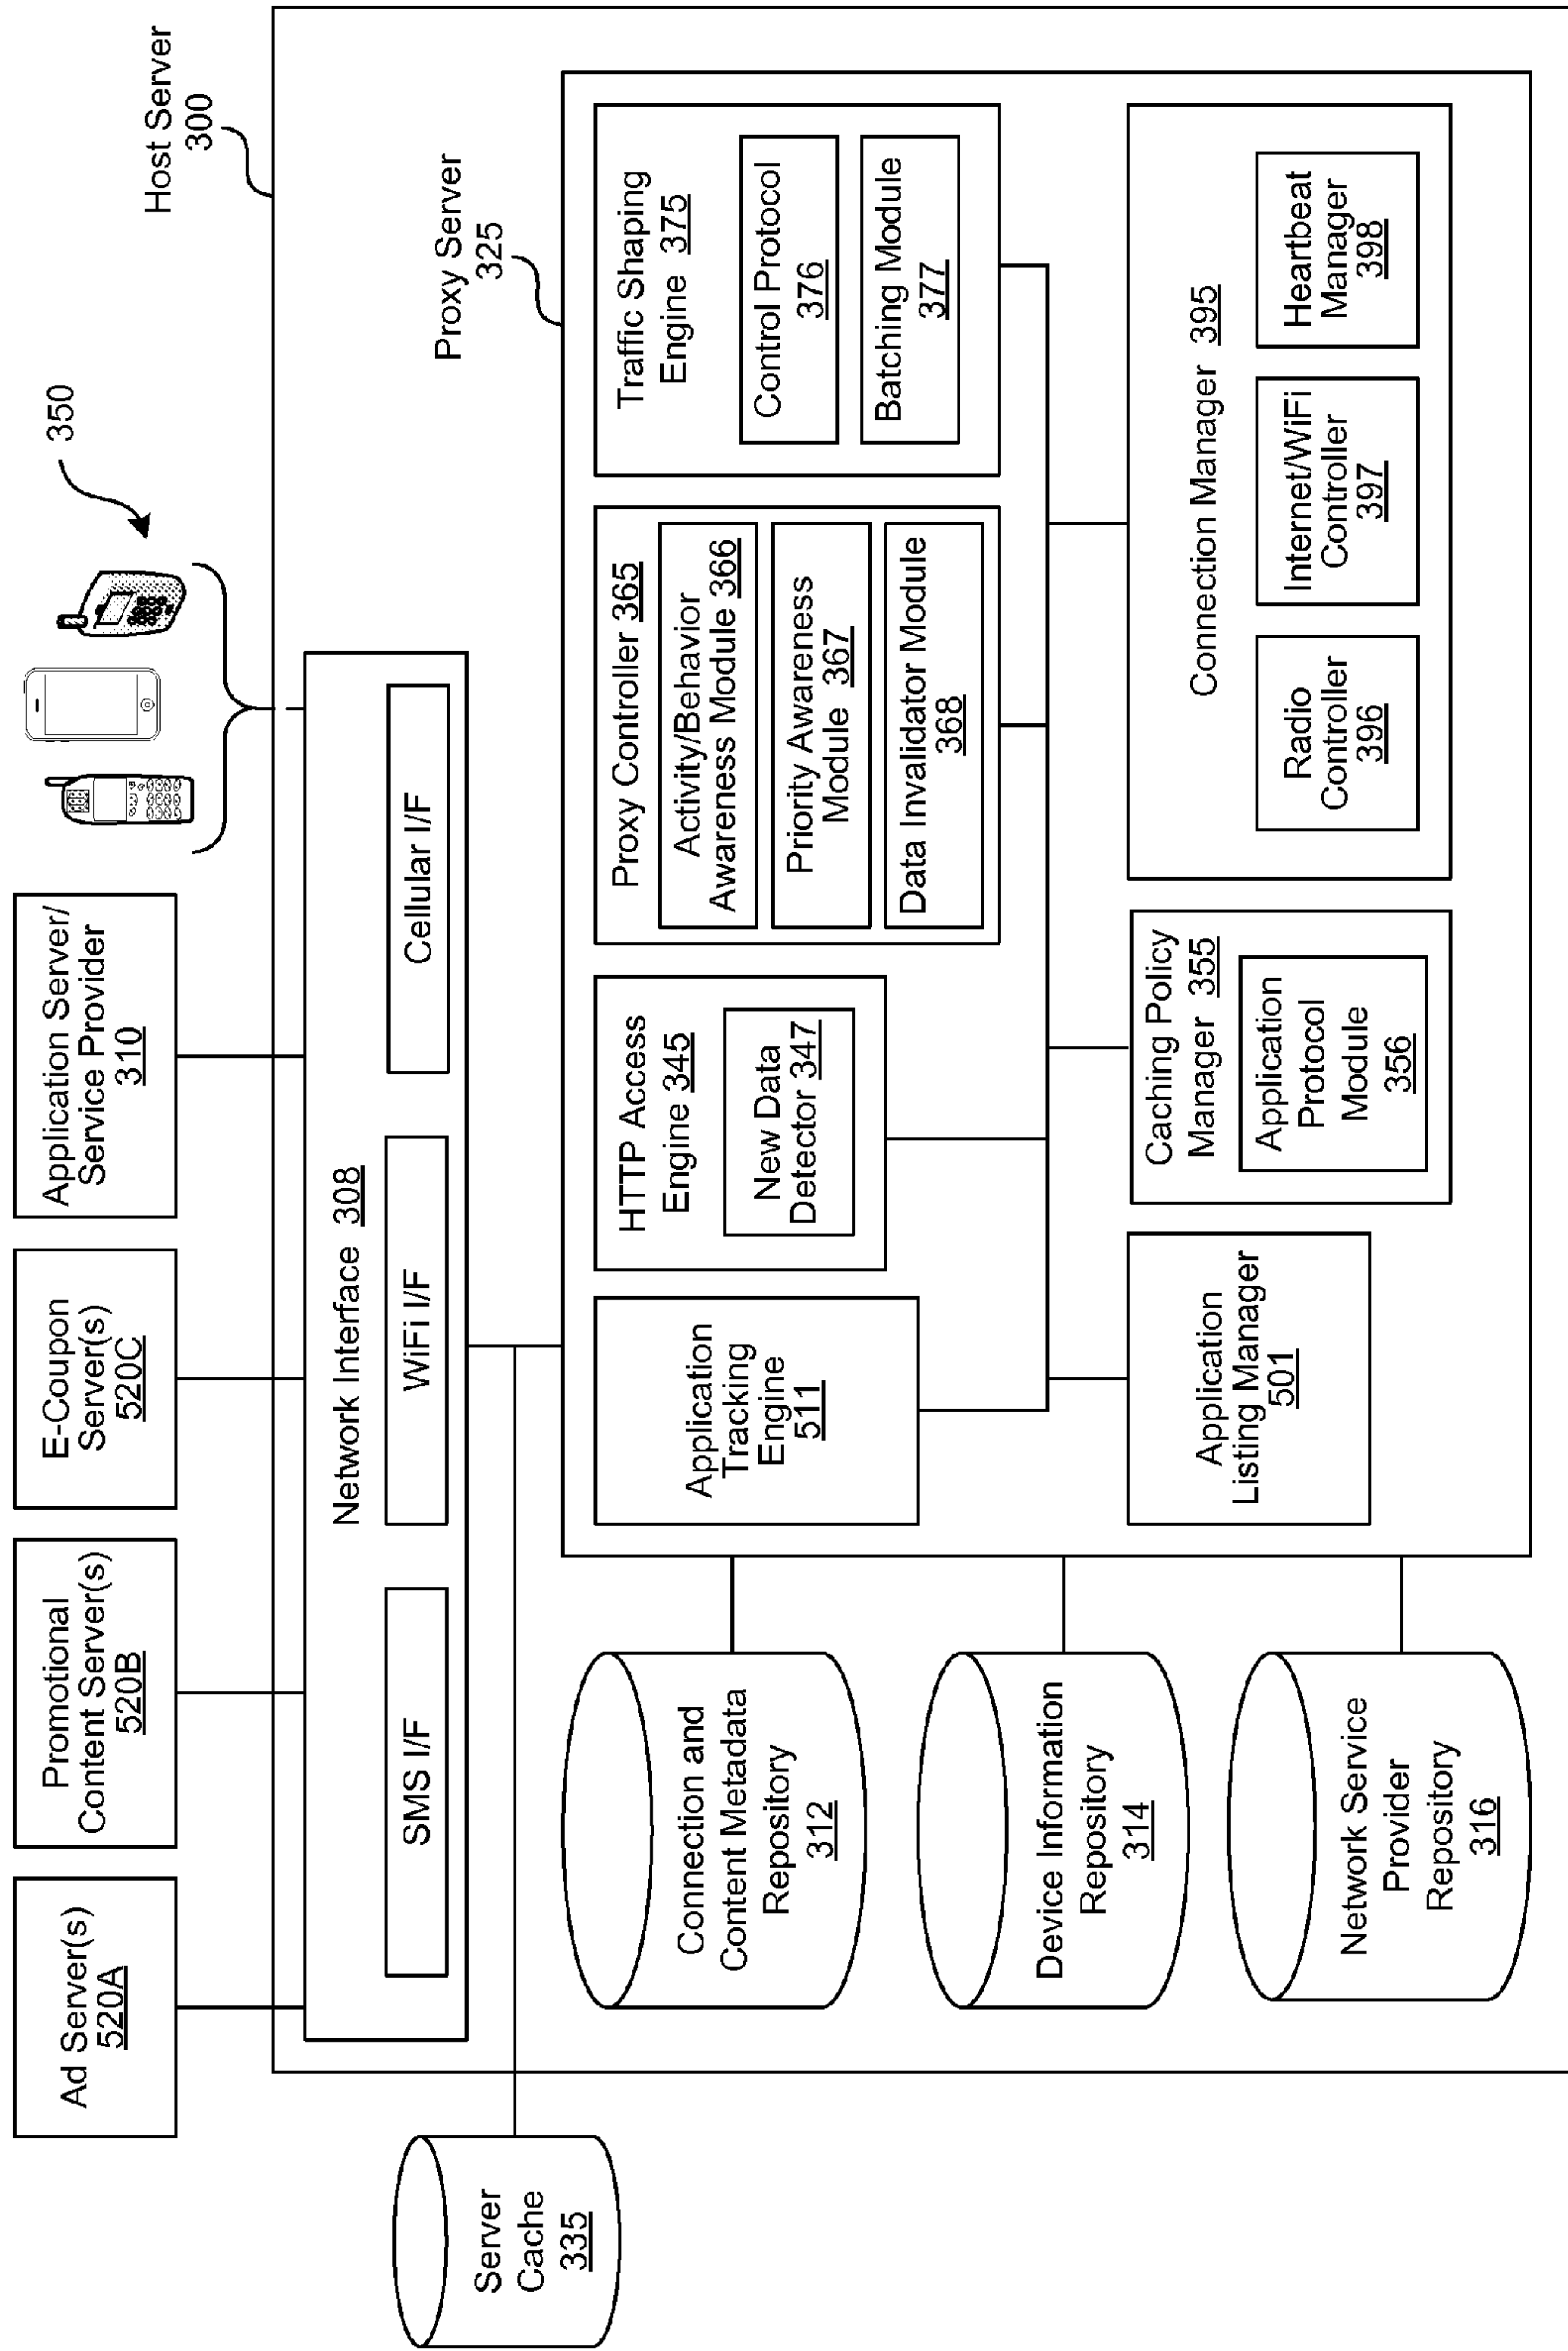 Ad Server(s)
520A
Promotional
Content Server(s)
520B
E-Coupon
Server(s)
520C
Application Server/
Service Provider
310
350
Host Server
300
Server
Cache
335
Network Interface 308
SMS I/F
WiFi I/F
Cellular I/F
Proxy Server
325
Connection and
Content Metadata
Repository
312
Device Information
Repository
314
Network Service
Provider
Repository
316
Application
Tracking
Engine
511
HTTP Access
Engine 345
New Data
Detector 347
Proxy Controller 365
Activity/Behavior
Awareness Module 366
Priority Awareness
Module 367
Data Invalidator Module
368
Traffic Shaping
Engine 375
Control Protocol
376
Batching Module
377
Application
Listing Manager
501
Caching Policy
Manager 355
Application
Protocol
Module
356
Connection Manager 395
Radio
Controller
396
Internet/WiFi
Controller
397
Heartbeat
Manager
398